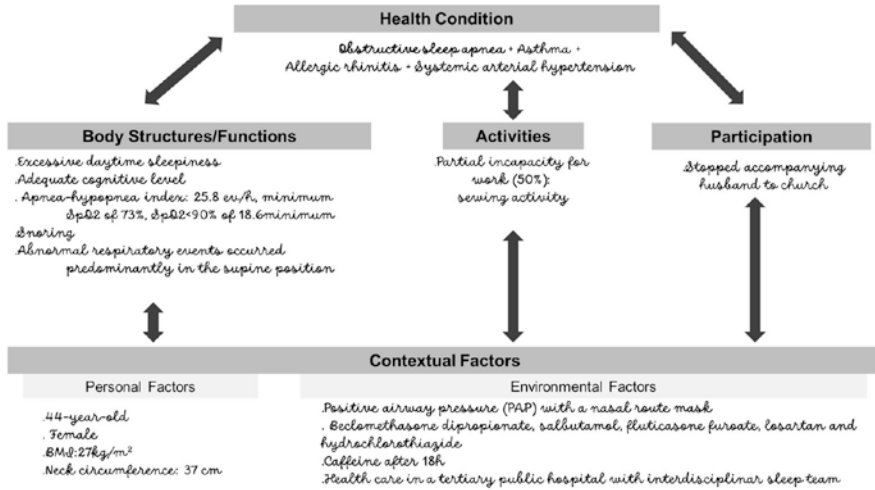 Health Condition
Obstructive sleep apnea + Asthma +
Allergic rhinitis + Systemic arterial hypertension
Body Structures/Functions
.Excessive daytime sleepiness
.Adequate cognitive level
. Apnea-hypopnea index: 25.8 ev/h, minimum
SpO2 of 73%, SpO2<90% of 18.6minimum
.Snoring
.Abnormal respiratory events occurred
predominantly in the supine position
Activities
.Partial incapacity for
work (50%):
sewing activity
Participation
.Stopped accompanying
husband to church
Contextual Factors
Personal Factors
.44-year-old
. Female
.BMI:27kg/m²
.Neck circumference: 37 cm
Environmental Factors
.Positive airway pressure (PAP) with a nasal route mask
. Beclomethasone dipropionate, salbutamol, fluticasone furoate, losartan and
hydrochlorothiazide
.Caffeine after 18h
.Health care in a tertiary public hospital with interdisciplinar sleep team